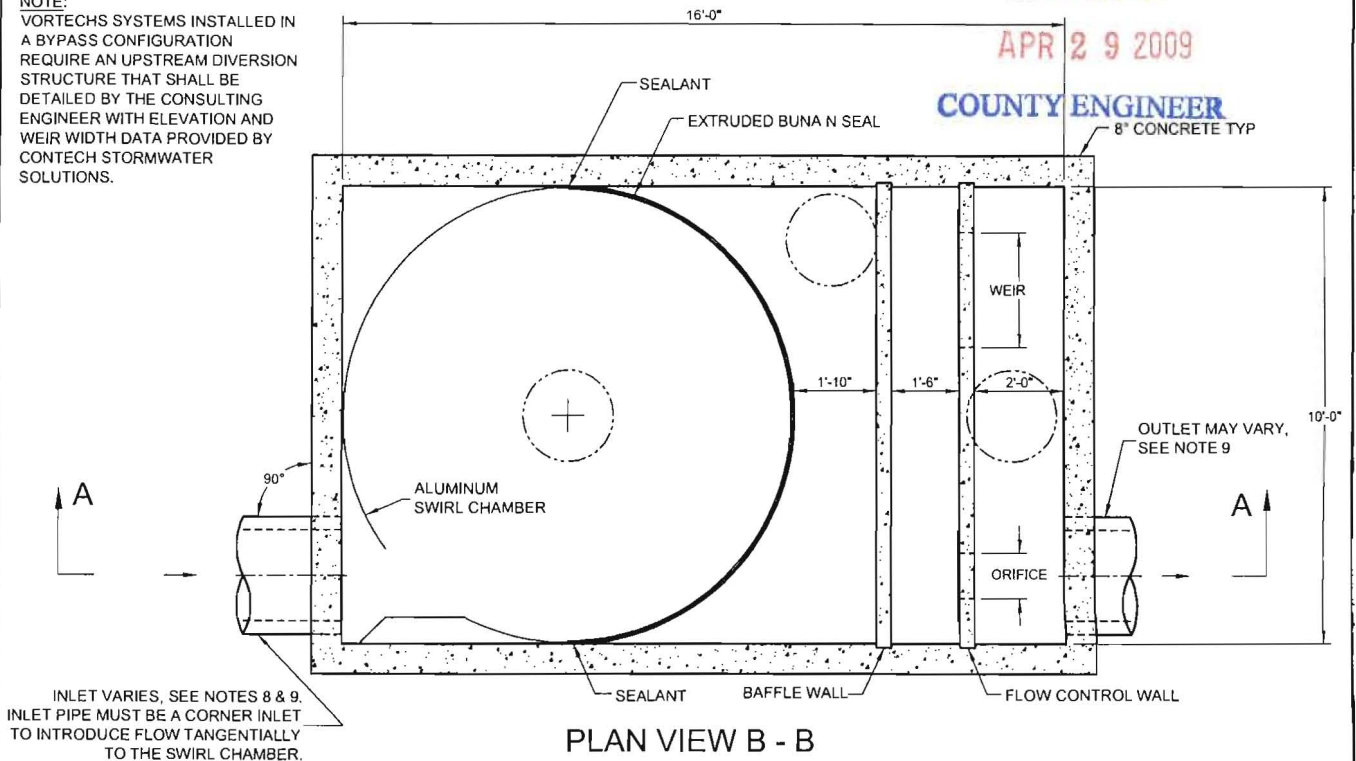 NOTE:
VORTECHS SYSTEMS INSTALLED IN
A BYPASS CONFIGURATION
REQUIRE AN UPSTREAM DIVERSION
STRUCTURE THAT SHALL BE
DETAILED BY THE CONSULTING
ENGINEER WITH ELEVATION AND
WEIR WIDTH DATA PROVIDED BY
CONTECH STORMWATER
SOLUTIONS.
16'-0"
APR 29 2009
COUNTY ENGINEER
8" CONCRETE TYP
SEALANT
EXTRUDED BUNA N SEAL
WEIR
1'-10"
1'-6"
2'-0"
10'-0"
OUTLET MAY VARY,
SEE NOTE 9
90°
ALUMINUM
SWIRL CHAMBER
A
A
ORIFICE
INLET VARIES, SEE NOTES 8 & 9.
INLET PIPE MUST BE A CORNER INLET
TO INTRODUCE FLOW TANGENTIALLY
TO THE SWIRL CHAMBER.
SEALANT
BAFFLE WALL
FLOW CONTROL WALL
PLAN VIEW B - B